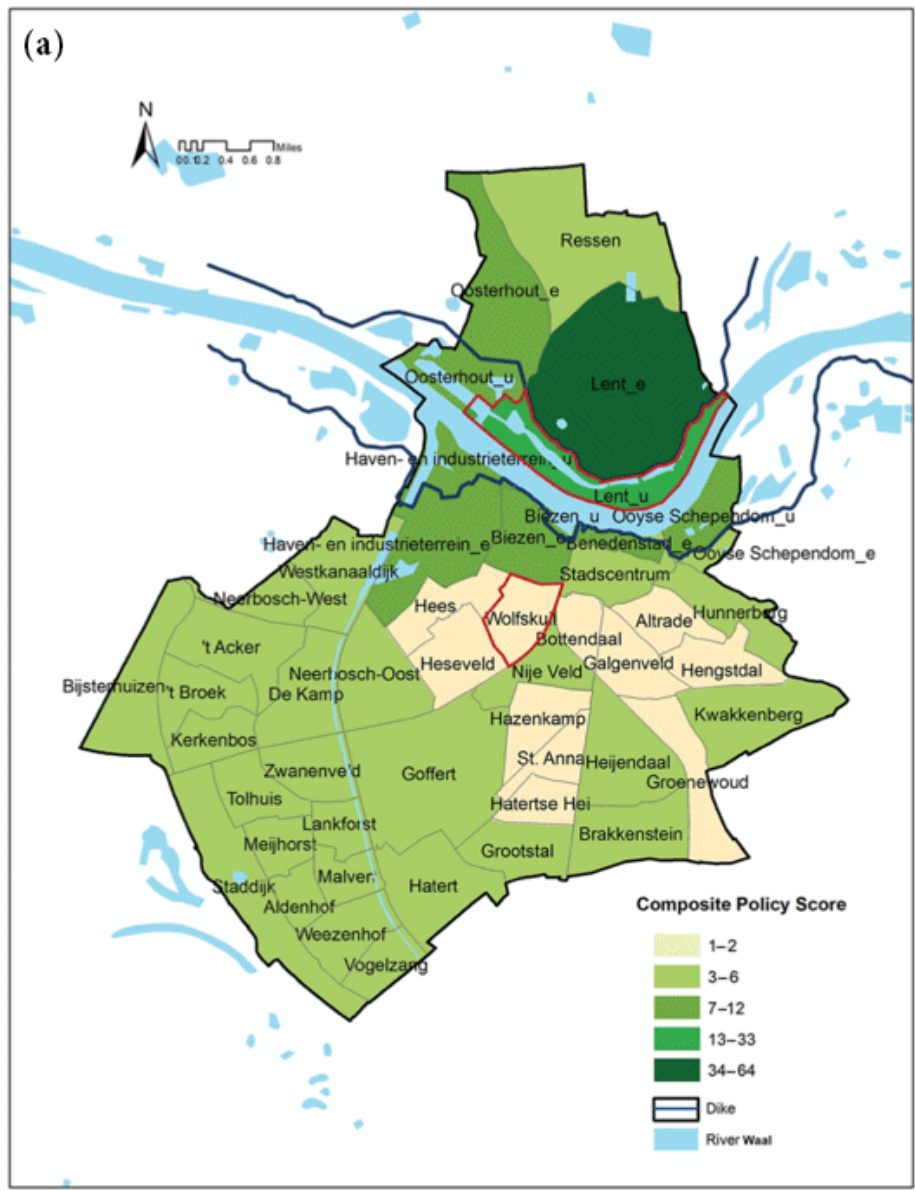 (a)
N
Miles
0 0.1 0.2 0.4 0.6 0.8
Ressen
Oosterhout_e
Oosterhout_u
Lent_e
Haven- en industrieterrein_u
Lent_u
Biezen_u
Ooyse Schependom_u
Haven- en industrieterrein_e
Biezen_e
Benedenstad_e
Ooyse Schependom_e
Westkanaaldijk
Stadscentrum
Neerbosch-West
Hees
Wolfskuil
Altrade
Hunnerberg
't Acker
Bottendaal
Heseveld
Galgenveld
Hengstdal
Neerbosch-Oost
Nije Veld
Bijsterhuizen
't Broek
De Kamp
Hazenkamp
Kwakkenberg
Kerkenbos
St. Anna
Heijendaal
Zwanenveld
Goffert
Groenewoud
Tolhuis
Hatertse Hei
Lankforst
Brakkenstein
Meijhorst
Grootstal
Malvert
Hatert
Staddijk
Aldenhof
Weezenhof
Vogelzang
Composite Policy Score
1–2
3–6
7–12
13–33
34–64
Dike
River Waal